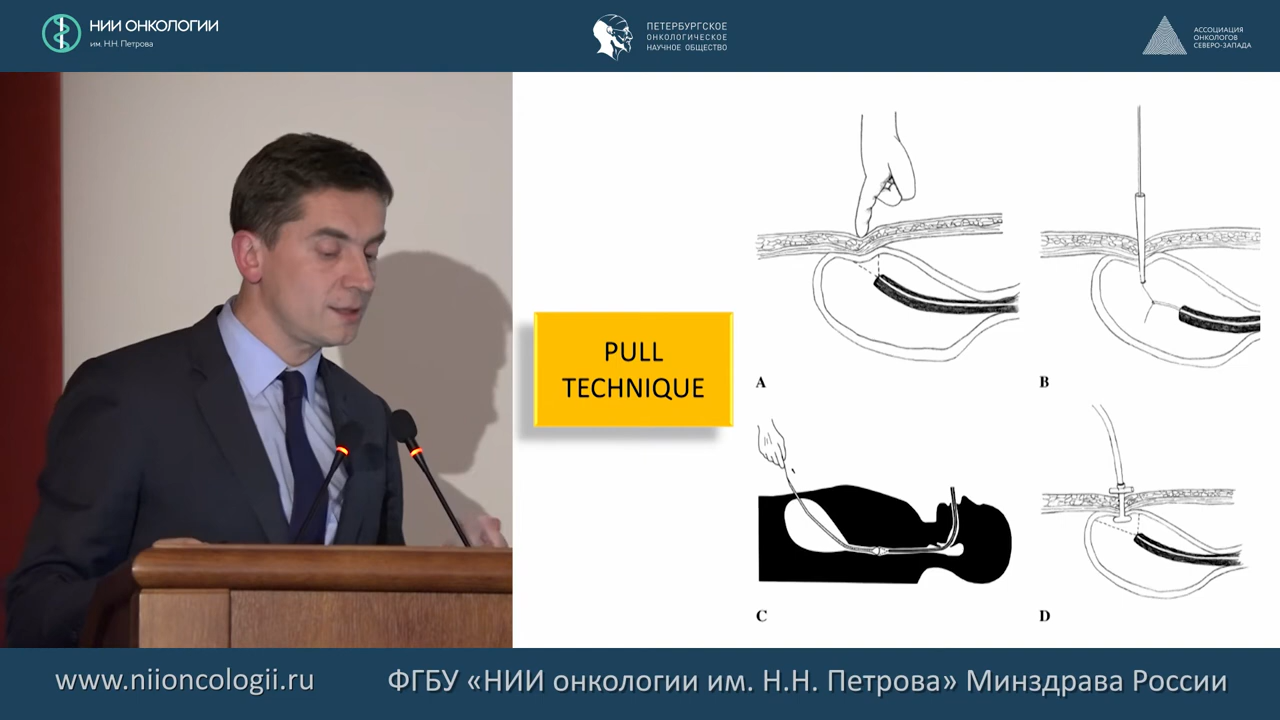 НИИ ОНКОЛОГИИ
им. Н.Н. Петрова
ПЕТЕРБУРГСКОЕ
ОНКОЛОГИЧЕСКОЕ
НАУЧНОЕ ОБЩЕСТВО
АССОЦИАЦИЯ
ОНКОЛОГОВ
СЕВЕРО-ЗАПАДА
PULL
TECHNIQUE
A
B
C
D
www.niioncologii.ru
ФГБУ «НИИ онкологии им. Н.Н. Петрова» Минздрава России